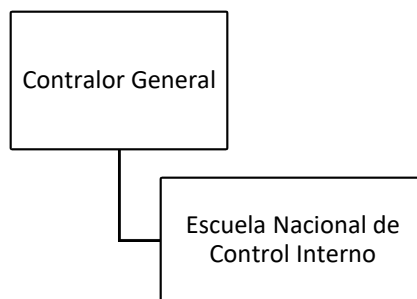 Contralor General
Escuela Nacional de
Control Interno